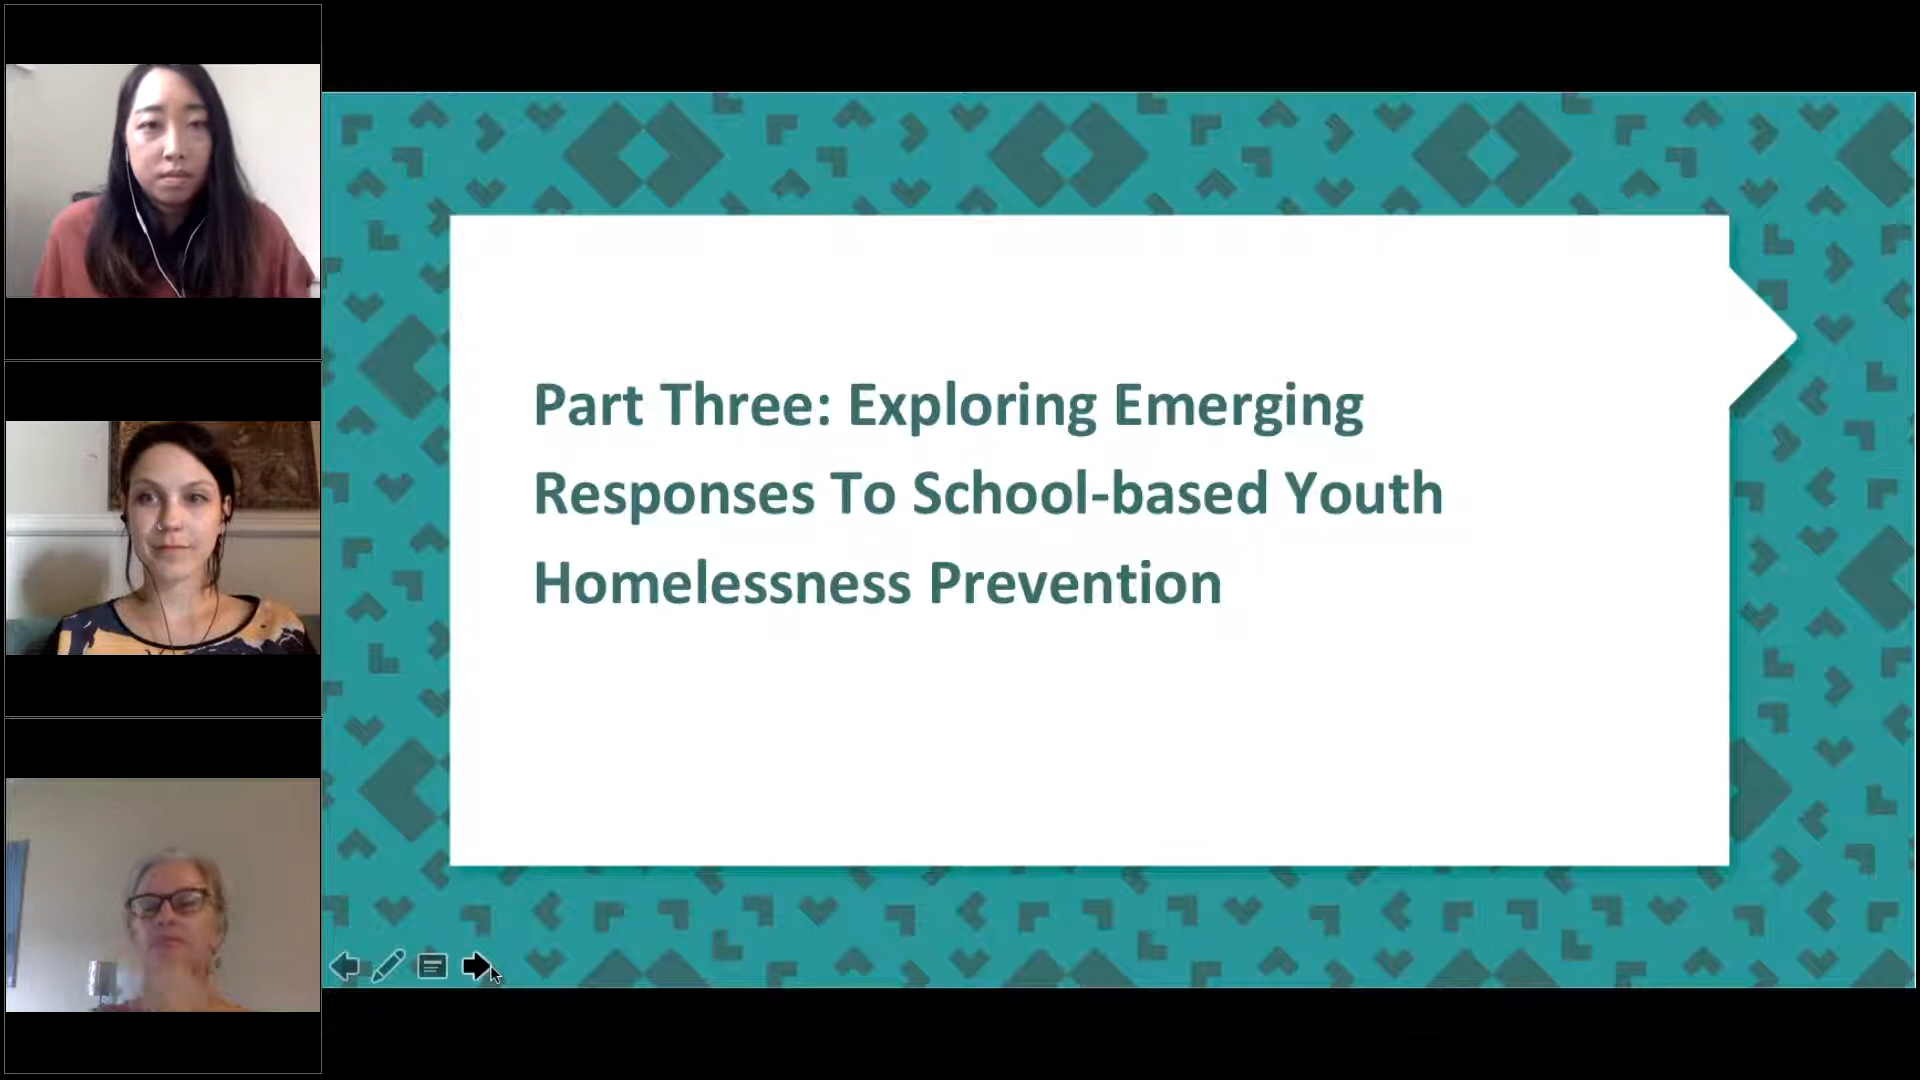 Part Three: Exploring Emerging
Responses To School-based Youth
Homelessness Prevention